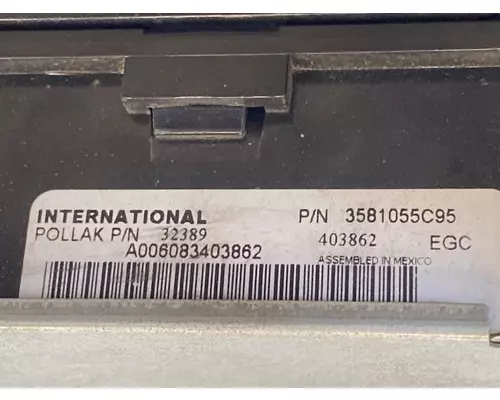 INTERNATIONAL P/N 3581055C95
POLLAK P/N 32389 403862 EGC
A006083403862 ASSEMBLED IN MEXICO